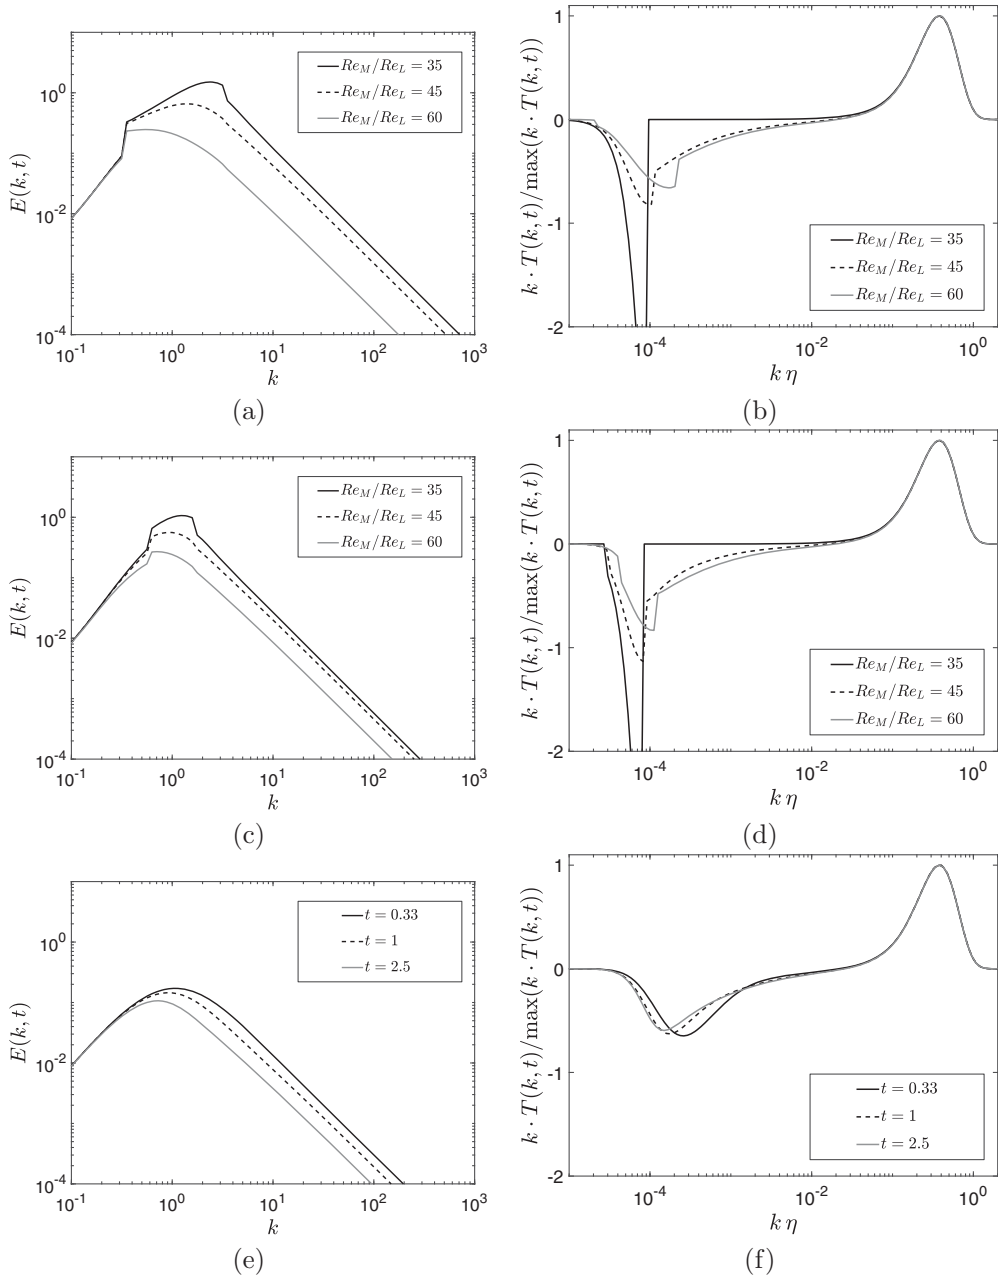 E(k, t)
10^0
10^-2
10^-4
Re_M/Re_L = 35
Re_M/Re_L = 45
Re_M/Re_L = 60
10^-1 10^0 10^1 10^2 10^3
k
(a)
k · T(k, t)/max(k · T(k, t))
1
0
-1
-2
Re_M/Re_L = 35
Re_M/Re_L = 45
Re_M/Re_L = 60
10^-4 10^-2 10^0
k η
(b)
E(k, t)
10^0
10^-2
10^-4
Re_M/Re_L = 35
Re_M/Re_L = 45
Re_M/Re_L = 60
10^-1 10^0 10^1 10^2 10^3
k
(c)
k · T(k, t)/max(k · T(k, t))
1
0
-1
-2
Re_M/Re_L = 35
Re_M/Re_L = 45
Re_M/Re_L = 60
10^-4 10^-2 10^0
k η
(d)
E(k, t)
10^0
10^-2
10^-4
t = 0.33
t = 1
t = 2.5
10^-1 10^0 10^1 10^2 10^3
k
(e)
k · T(k, t)/max(k · T(k, t))
1
0
-1
-2
t = 0.33
t = 1
t = 2.5
10^-4 10^-2 10^0
k η
(f)